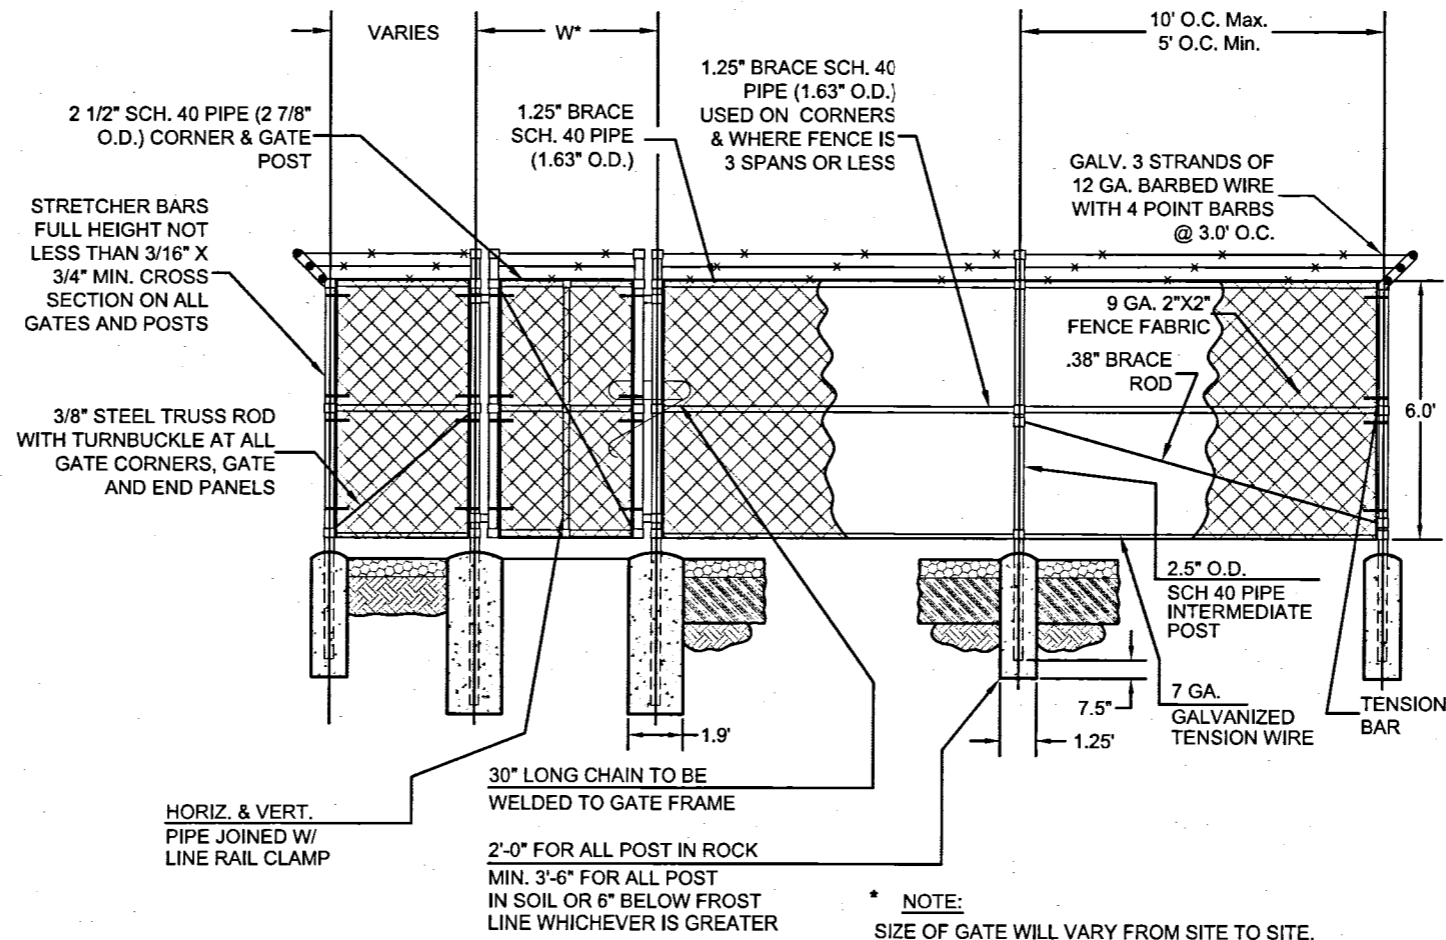 VARIES
W*
10' O.C. Max.
5' O.C. Min.
2 1/2" SCH. 40 PIPE (2 7/8"
O.D.) CORNER & GATE
POST
1.25" BRACE
SCH. 40 PIPE
(1.63" O.D.)
1.25" BRACE SCH. 40
PIPE (1.63" O.D.)
USED ON CORNERS
& WHERE FENCE IS
3 SPANS OR LESS
GALV. 3 STRANDS OF
12 GA. BARBED WIRE
WITH 4 POINT BARBS
@ 3.0' O.C.
STRETCHER BARS
FULL HEIGHT NOT
LESS THAN 3/16" X
3/4" MIN. CROSS
SECTION ON ALL
GATES AND POSTS
9 GA. 2"X2"
FENCE FABRIC
.38" BRACE
ROD
6.0'
3/8" STEEL TRUSS ROD
WITH TURNBUCKLE AT ALL
GATE CORNERS, GATE
AND END PANELS
2.5" O.D.
SCH 40 PIPE
INTERMEDIATE
POST
7.5"
1.25'
1.9'
7 GA.
GALVANIZED
TENSION WIRE
TENSION
BAR
30" LONG CHAIN TO BE
WELDED TO GATE FRAME
HORIZ. & VERT.
PIPE JOINED W/
LINE RAIL CLAMP
2'-0" FOR ALL POST IN ROCK
MIN. 3'-6" FOR ALL POST
IN SOIL OR 6" BELOW FROST
LINE WHICHEVER IS GREATER
* NOTE:
SIZE OF GATE WILL VARY FROM SITE TO SITE.